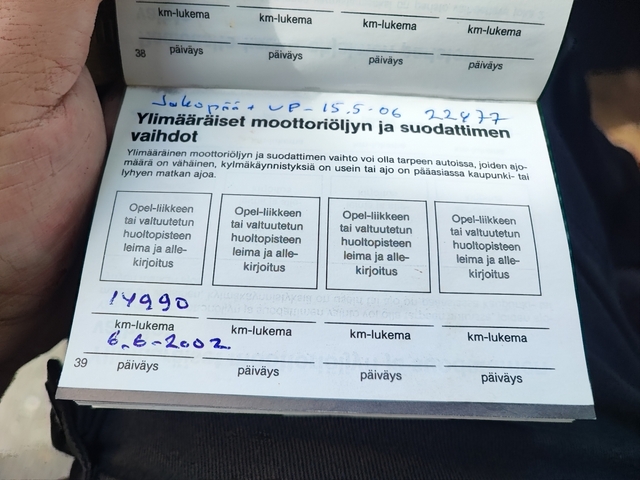 km-lukema km-lukema km-lukema km-lukema
38 päiväys päiväys päiväys päiväys
Jakopää + VP - 15.5-06 22477
Ylimääräiset moottoriöljyn ja suodattimen
vaihdot
Ylimääräinen moottoriöljyn ja suodattimen vaihto voi olla tarpeen autoissa, joiden ajo-
määrä on vähäinen, kylmäkäynnistyksiä on usein tai ajo on pääasiassa kaupunki- tai
lyhyen matkan ajoa.
Opel-liikkeen
tai valtuutetun
huoltopisteen
leima ja alle-
kirjoitus
Opel-liikkeen
tai valtuutetun
huoltopisteen
leima ja alle-
kirjoitus
Opel-liikkeen
tai valtuutetun
huoltopisteen
leima ja alle-
kirjoitus
Opel-liikkeen
tai valtuutetun
huoltopisteen
leima ja alle-
kirjoitus
14990
km-lukema km-lukema km-lukema km-lukema
6.6-2002
39 päiväys päiväys päiväys päiväys